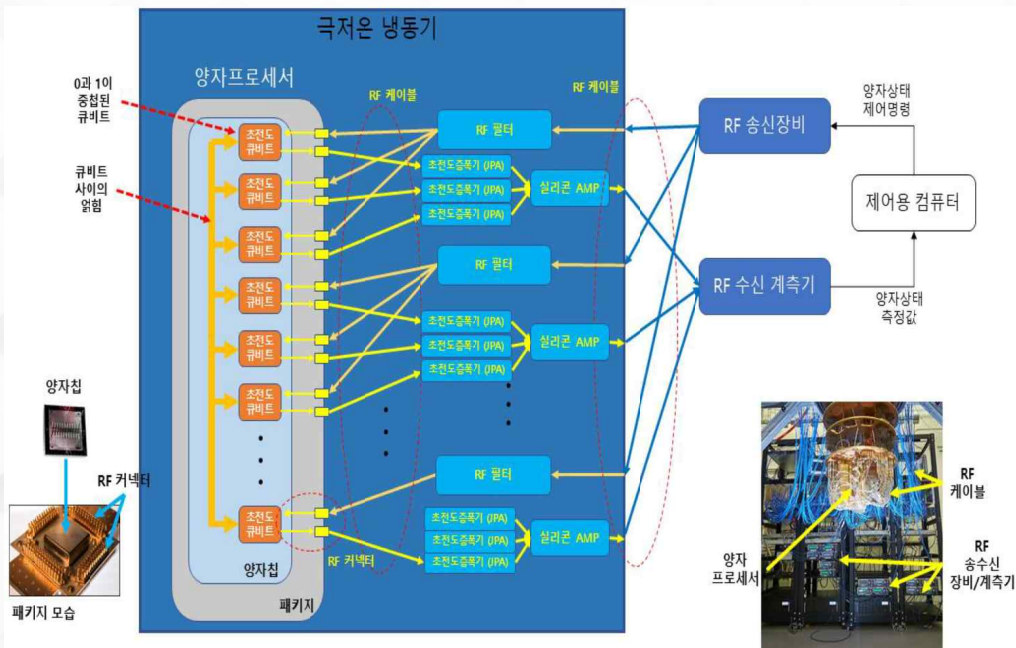 극저온 냉동기
양자프로세서
0과 1이
중첩된
큐비트
큐비트
사이의
얽힘
초전도
큐비트
초전도
큐비트
초전도
큐비트
초전도
큐비트
초전도
큐비트
초전도
큐비트
초전도
큐비트
양자칩
패키지
RF 케이블
RF 케이블
RF 필터
초전도증폭기 (JPA)
초전도증폭기 (JPA)
초전도증폭기 (JPA)
실리콘 AMP
RF 필터
초전도증폭기 (JPA)
초전도증폭기 (JPA)
초전도증폭기 (JPA)
실리콘 AMP
RF 필터
초전도증폭기 (JPA)
초전도증폭기 (JPA)
초전도증폭기 (JPA)
실리콘 AMP
RF 커넥터
RF 송신장비
양자상태
제어명령
제어용 컴퓨터
RF 수신 계측기
양자상태
측정값
양자칩
RF 커넥터
패키지 모습
RF
케이블
양자
프로세서
RF
송수신
장비/계측기